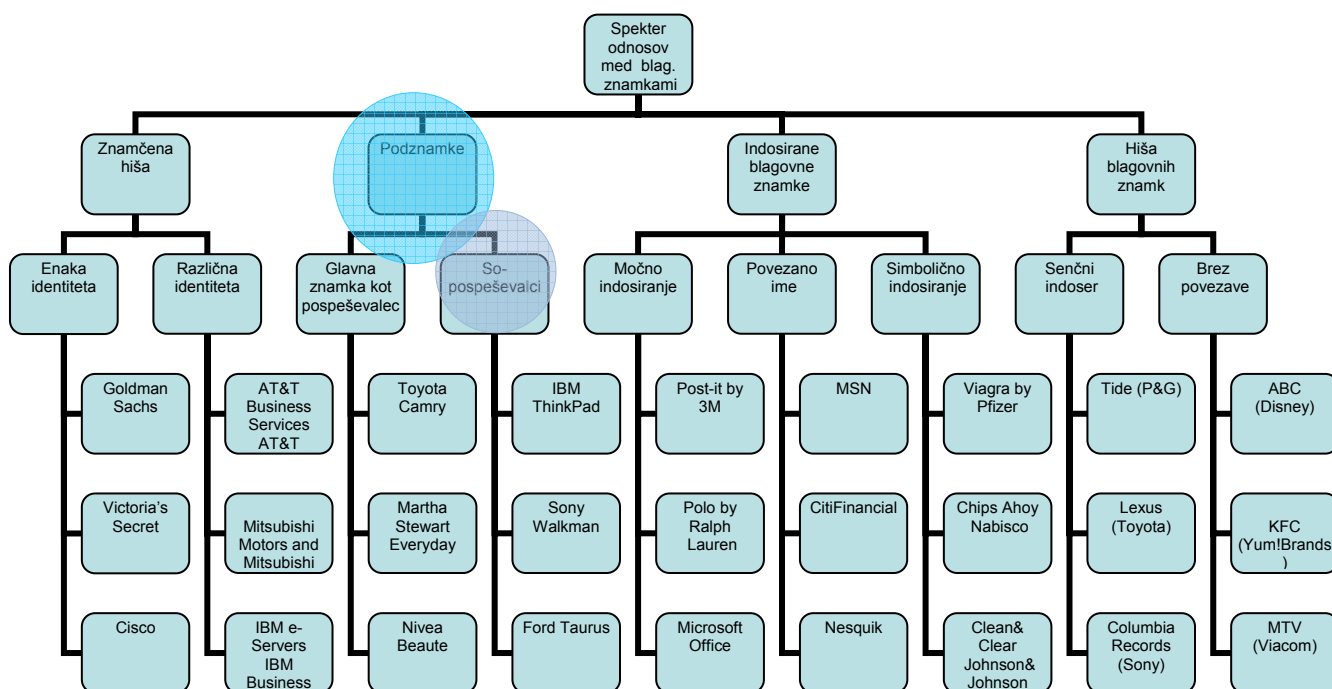 Spekter
odnosov
med blag.
znamkami
Znamčena
hiša
Podznamke
Indosirane
blagovne
znamke
Hiša
blagovnih
znamk
Enaka
identiteta
Različna
identiteta
Glavna
znamka kot
pospeševalec
So-
pospeševalci
Močno
indosiranje
Povezano
ime
Simbolično
indosiranje
Senčni
indoser
Brez
povezave
Goldman
Sachs
AT&T
Business
Services
AT&T
Toyota
Camry
IBM
ThinkPad
Post-it by
3M
MSN
Viagra by
Pfizer
Tide (P&G)
ABC
(Disney)
Victoria's
Secret
Mitsubishi
Motors and
Mitsubishi
Martha
Stewart
Everyday
Sony
Walkman
Polo by
Ralph
Lauren
CitiFinancial
Chips Ahoy
Nabisco
Lexus
(Toyota)
KFC
(Yum!Brands
)
Cisco
IBM e-
Servers
IBM
Business
Nivea
Beaute
Ford Taurus
Microsoft
Office
Nesquik
Clean&
Clear
Johnson&
Johnson
Columbia
Records
(Sony)
MTV
(Viacom)